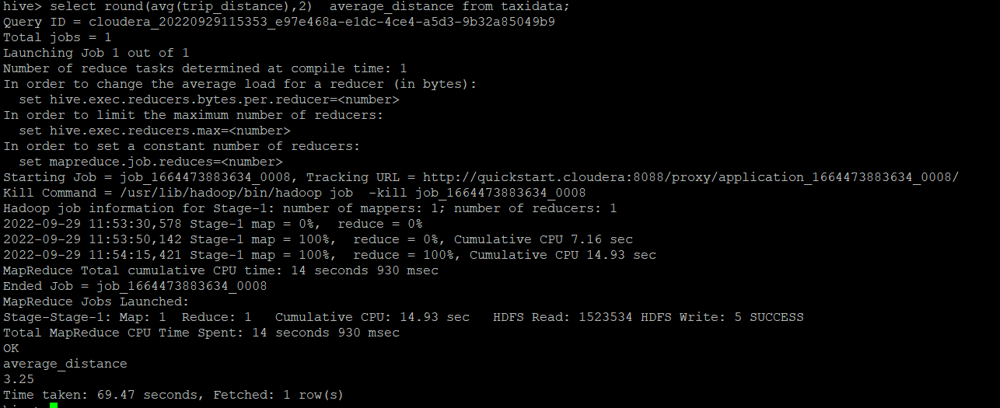 hive> select round(avg(trip_distance),2)  average_distance from taxidata;
Query ID = cloudera_20220929115353_e97e468a-e1dc-4ce4-a5d3-9b32a85049b9
Total jobs = 1
Launching Job 1 out of 1
Number of reduce tasks determined at compile time: 1
In order to change the average load for a reducer (in bytes):
  set hive.exec.reducers.bytes.per.reducer=<number>
In order to limit the maximum number of reducers:
  set hive.exec.reducers.max=<number>
In order to set a constant number of reducers:
  set mapreduce.job.reduces=<number>
Starting Job = job_1664473883634_0008, Tracking URL = http://quickstart.cloudera:8088/proxy/application_1664473883634_0008/
Kill Command = /usr/lib/hadoop/bin/hadoop job  -kill job_1664473883634_0008
Hadoop job information for Stage-1: number of mappers: 1; number of reducers: 1
2022-09-29 11:53:30,578 Stage-1 map = 0%,  reduce = 0%
2022-09-29 11:53:50,142 Stage-1 map = 100%,  reduce = 0%, Cumulative CPU 7.16 sec
2022-09-29 11:54:15,421 Stage-1 map = 100%,  reduce = 100%, Cumulative CPU 14.93 sec
MapReduce Total cumulative CPU time: 14 seconds 930 msec
Ended Job = job_1664473883634_0008
MapReduce Jobs Launched:
Stage-Stage-1: Map: 1  Reduce: 1   Cumulative CPU: 14.93 sec   HDFS Read: 1523534 HDFS Write: 5 SUCCESS
Total MapReduce CPU Time Spent: 14 seconds 930 msec
OK
average_distance
3.25
Time taken: 69.47 seconds, Fetched: 1 row(s)